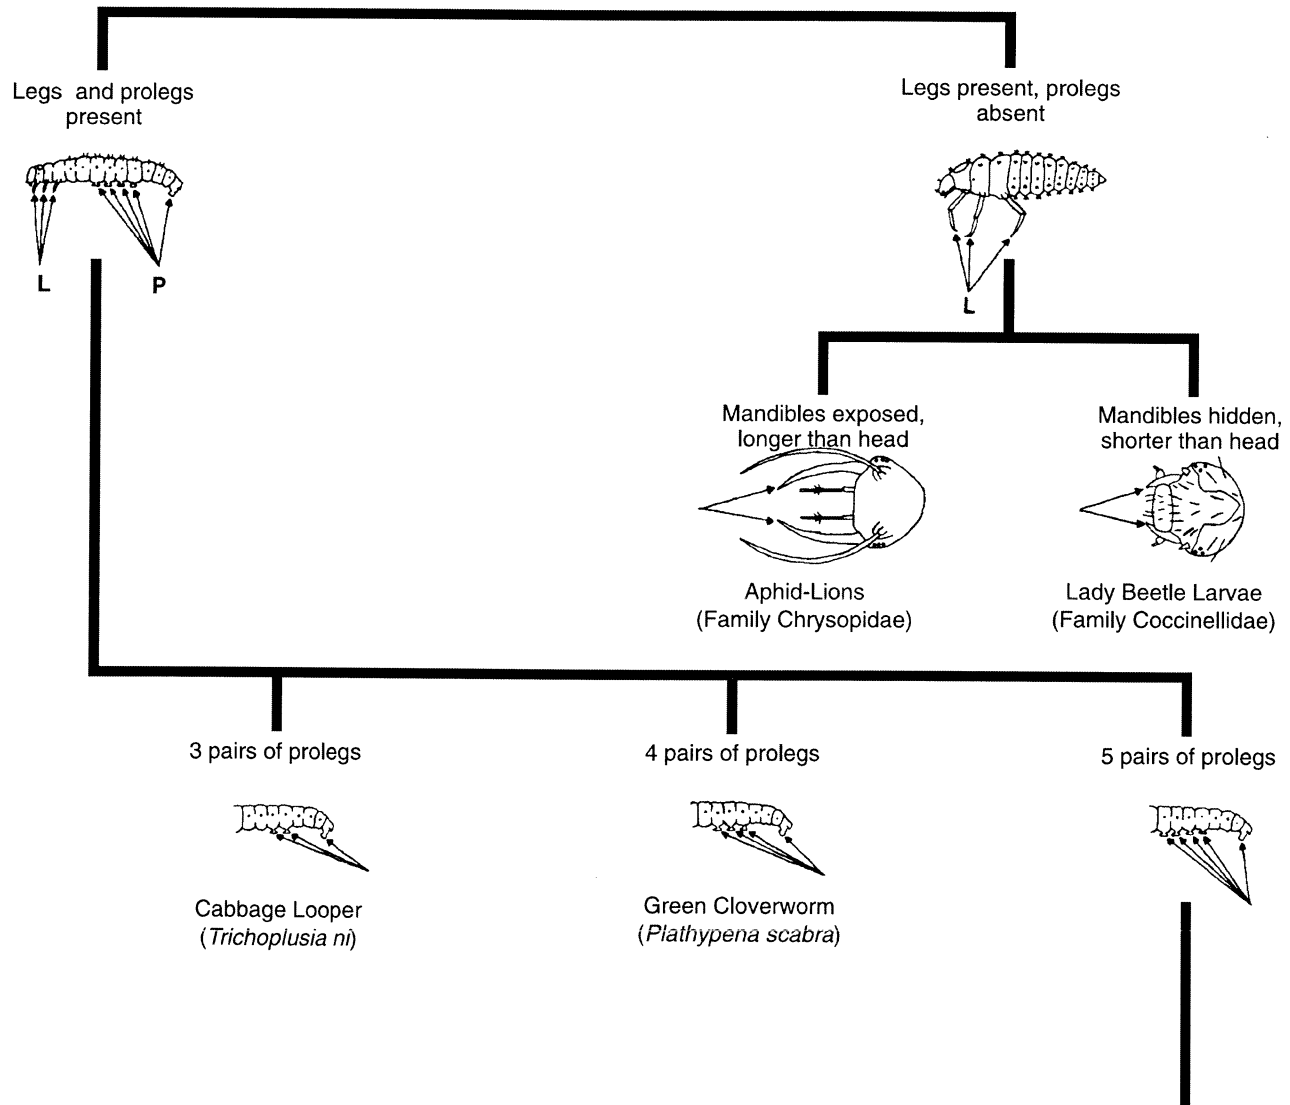 Legs and prolegs
present
Legs present, prolegs
absent
L
P
L
Mandibles exposed,
longer than head
Mandibles hidden,
shorter than head
Aphid-Lions
(Family Chrysopidae)
Lady Beetle Larvae
(Family Coccinellidae)
3 pairs of prolegs
4 pairs of prolegs
5 pairs of prolegs
Cabbage Looper
(Trichoplusia ni)
Green Cloverworm
(Plathypena scabra)